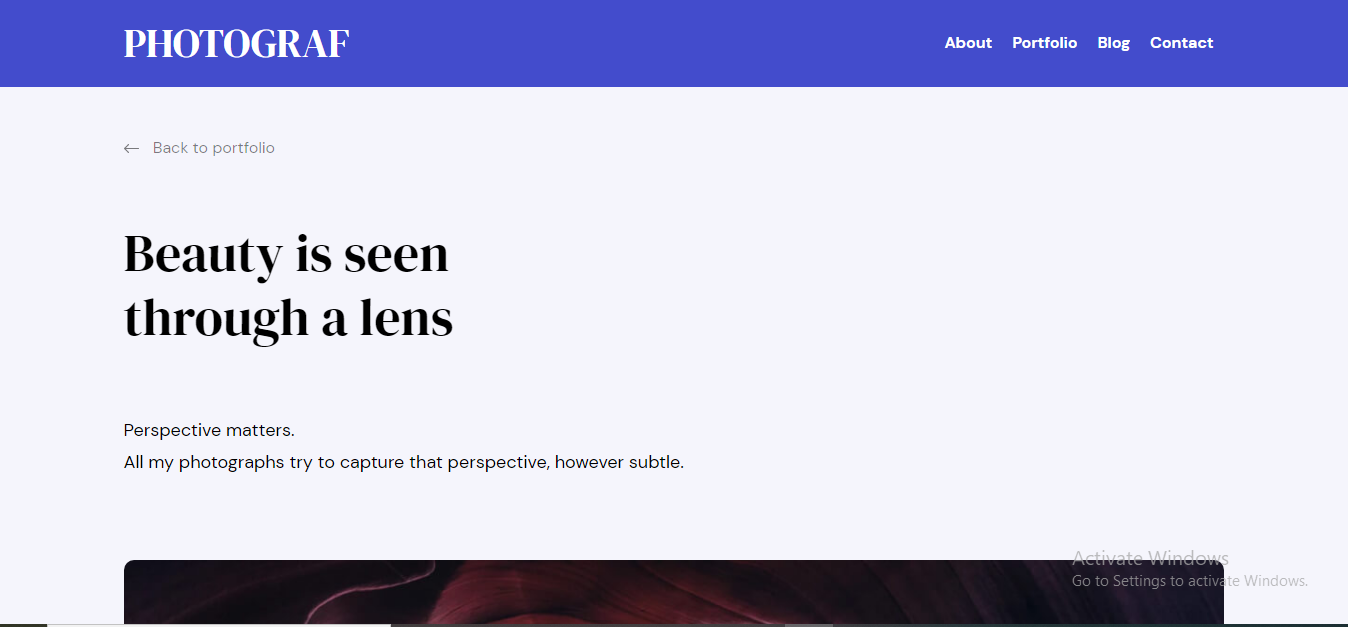 PHOTOGRAF
About Portfolio Blog Contact
← Back to portfolio
Beauty is seen
through a lens
Perspective matters.
All my photographs try to capture that perspective, however subtle.
Activate Windows
Go to Settings to activate Windows.